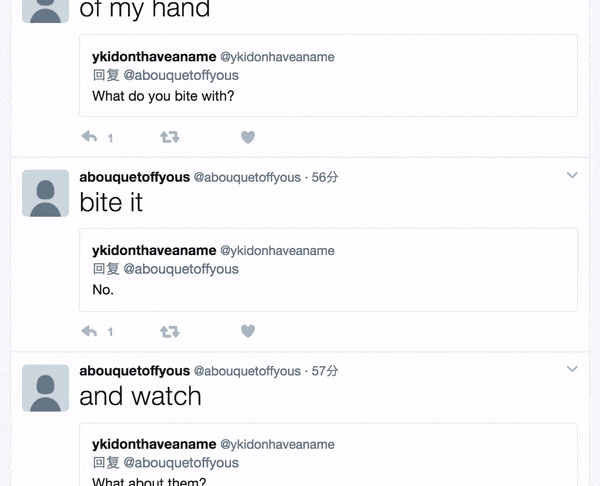 of my hand
ykidonthaveaname @ykidonhaveaname
回复 @abouquetoffyous
What do you bite with?
1
abouquetoffyous @abouquetoffyous · 56分
bite it
ykidonthaveaname @ykidonhaveaname
回复 @abouquetoffyous
No.
1
abouquetoffyous @abouquetoffyous · 57分
and watch
ykidonthaveaname @ykidonhaveaname
回复 @abouquetoffyous
What about them?